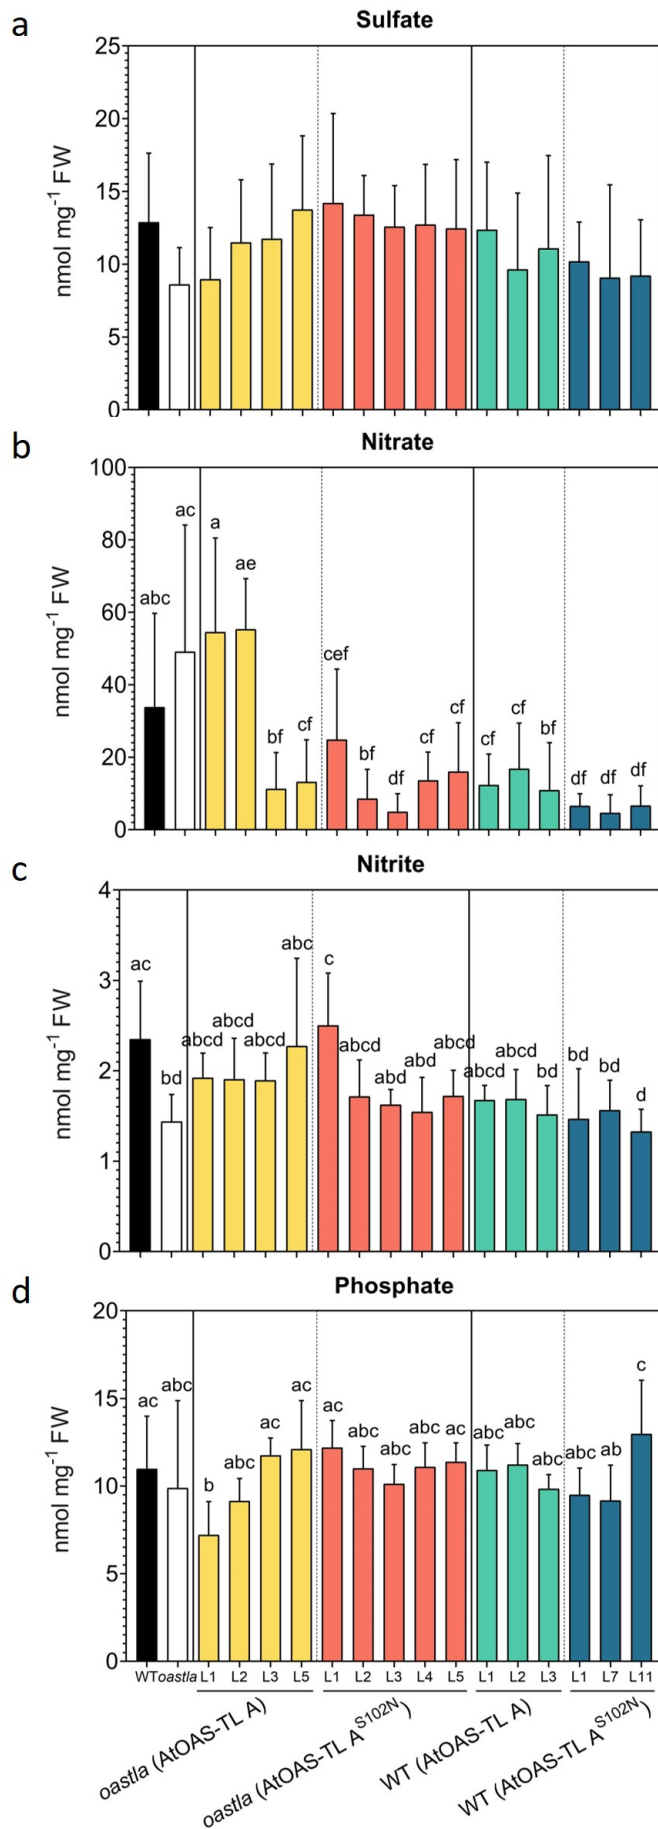 a
Sulfate
25
20
15
10
5
0
nmol mg⁻¹ FW
b
Nitrate
100
80
60
40
20
0
nmol mg⁻¹ FW
abc
ac
a
ae
bf
cf
cef
bf
df
cf
cf
cf
cf
bf
df
df
df
c
Nitrite
4
3
2
1
0
nmol mg⁻¹ FW
ac
bd
abcd
abcd
abcd
abc
c
abcd
abd
abd
abcd
abcd
abcd
bd
bd
bd
d
d
Phosphate
20
15
10
5
0
nmol mg⁻¹ FW
ac
abc
b
abc
ac
ac
ac
abc
abc
abc
ac
abc
abc
abc
abc
ab
c
WT oastla L1 L2 L3 L5 L1 L2 L3 L4 L5 L1 L2 L3 L1 L7 L11
oastla (AtOAS-TL A)
oastla (AtOAS-TL A^S102N)
WT (AtOAS-TL A)
WT (AtOAS-TL A^S102N)